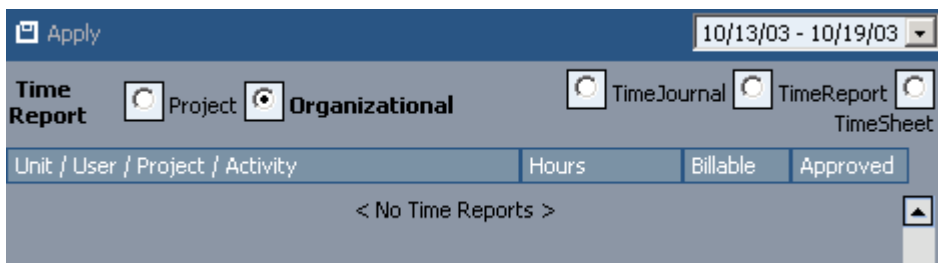 Apply 10/13/03 - 10/19/03
Time Report Project Organizational TimeJournal TimeReport TimeSheet
Unit / User / Project / Activity Hours Billable Approved
< No Time Reports >